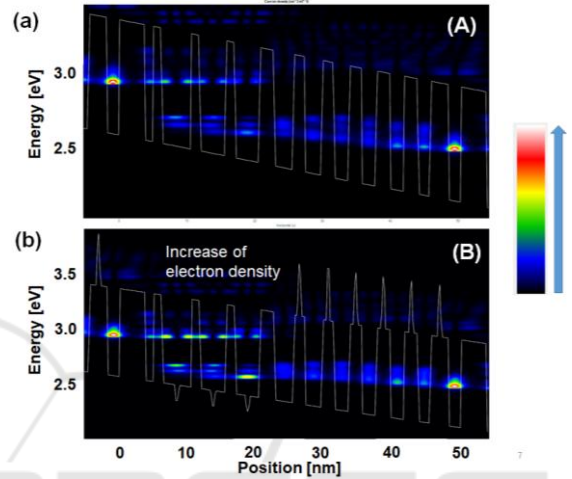 (a)
(A)
3.0
2.5
Energy [eV]
(b)
Increase of
electron density
(B)
3.5
3.0
2.5
Energy [eV]
0 10 20 30 40 50
Position [nm]
7